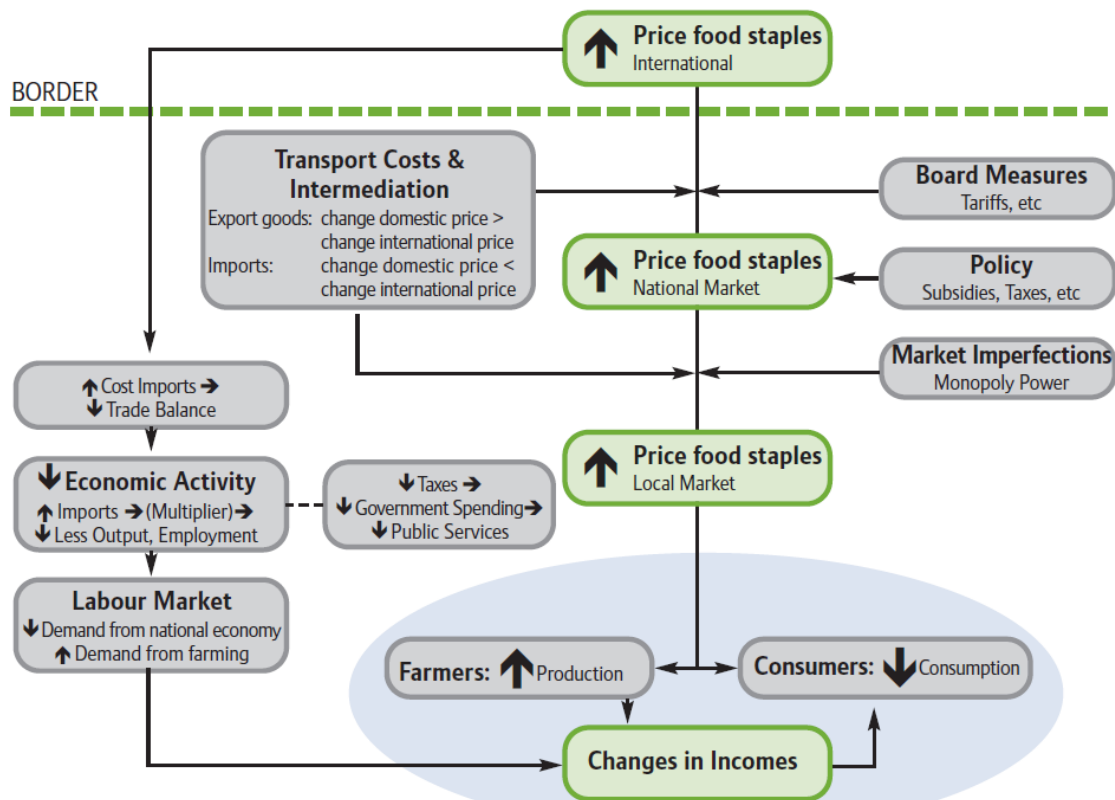 Price food staples
International
BORDER
Transport Costs &
Intermediation
Export goods: change domestic price >
change international price
Imports: change domestic price <
change international price
Board Measures
Tariffs, etc
Price food staples
National Market
Policy
Subsidies, Taxes, etc
Market Imperfections
Monopoly Power
↑ Cost Imports →
↓ Trade Balance
Price food staples
Local Market
↓ Economic Activity
↑ Imports → (Multiplier) →
↓ Less Output, Employment
↓ Taxes →
↓ Government Spending →
↓ Public Services
Labour Market
↓ Demand from national economy
↑ Demand from farming
Farmers: ↑ Production
Consumers: ↓ Consumption
Changes in Incomes